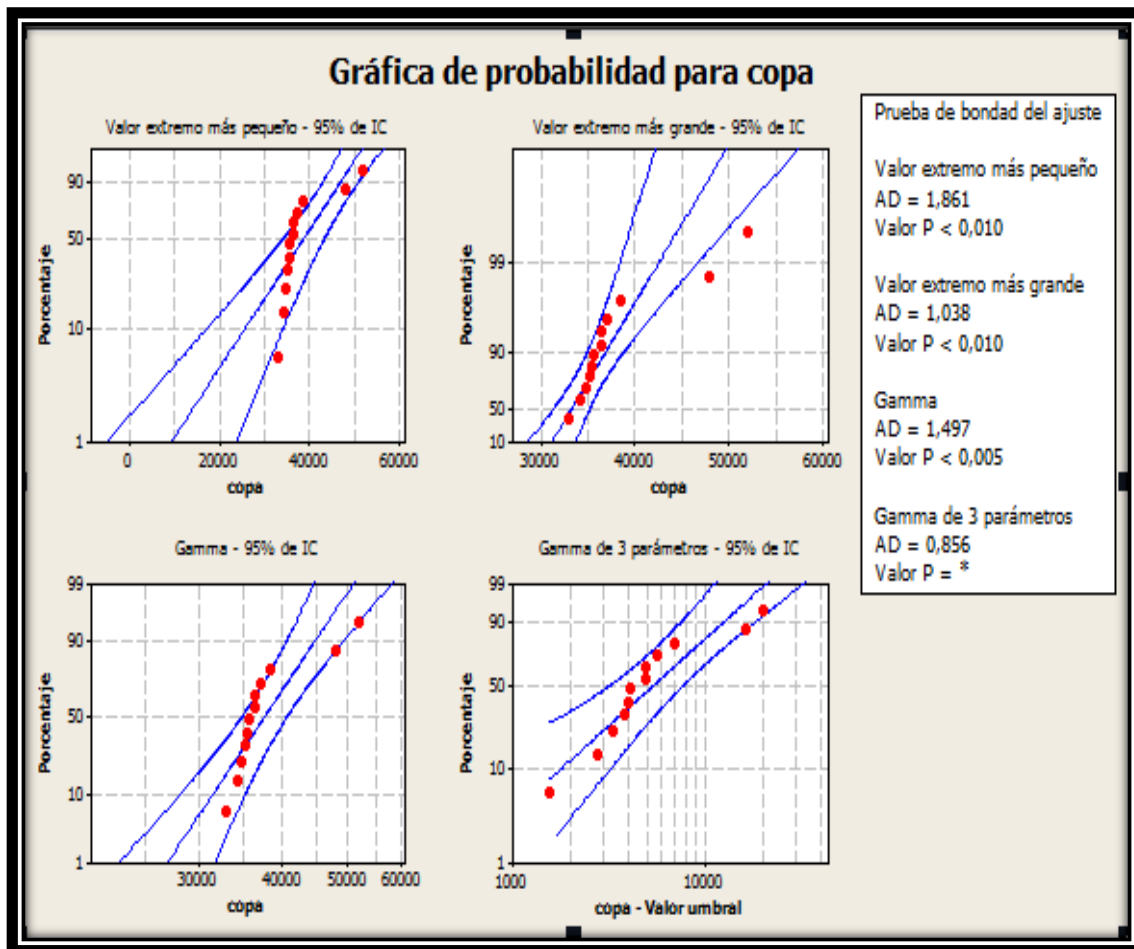 Gráfica de probabilidad para copa
Valor extremo más pequeño - 95% de IC
Porcentaje
90
50
10
1
0 20000 40000 60000
copa
Valor extremo más grande - 95% de IC
Porcentaje
99
90
50
10
30000 40000 50000 60000
copa
Gamma - 95% de IC
Porcentaje
99
90
50
10
1
30000 40000 50000 60000
copa
Gamma de 3 parámetros - 95% de IC
Porcentaje
99
90
50
10
1
1000 10000
copa - Valor umbral
Prueba de bondad del ajuste
Valor extremo más pequeño
AD = 1,861
Valor P < 0,010
Valor extremo más grande
AD = 1,038
Valor P < 0,010
Gamma
AD = 1,497
Valor P < 0,005
Gamma de 3 parámetros
AD = 0,856
Valor P = *